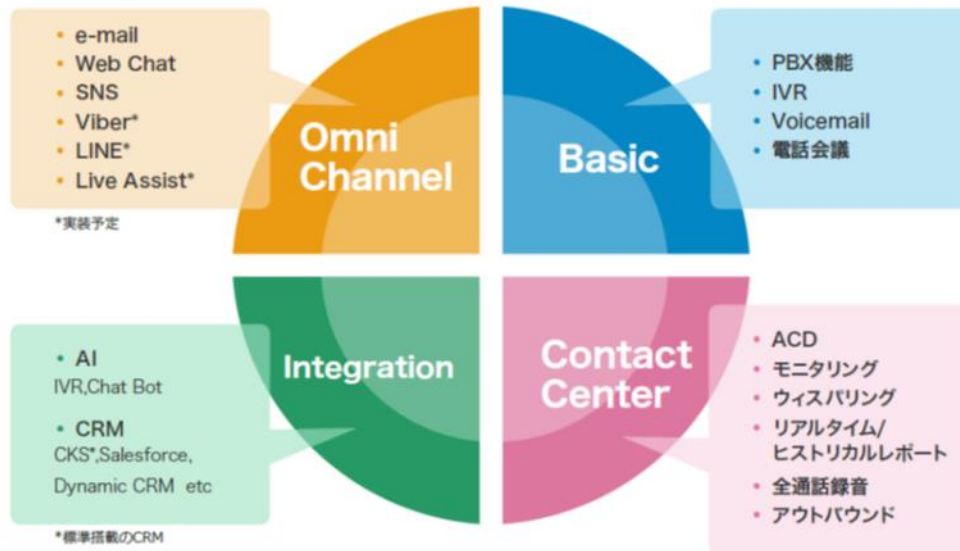 • e-mail
• Web Chat
• SNS
• Viber*
• LINE*
• Live Assist*
*実装予定
Omni
Channel
Basic
• PBX機能
• IVR
• Voicemail
• 電話会議
• AI
IVR,Chat Bot
• CRM
CKS*,Salesforce,
Dynamic CRM etc
*標準搭載のCRM
Integration
Contact
Center
• ACD
• モニタリング
• ウィスパリング
• リアルタイム/
ヒストリカルレポート
• 全通話録音
• アウトバウンド